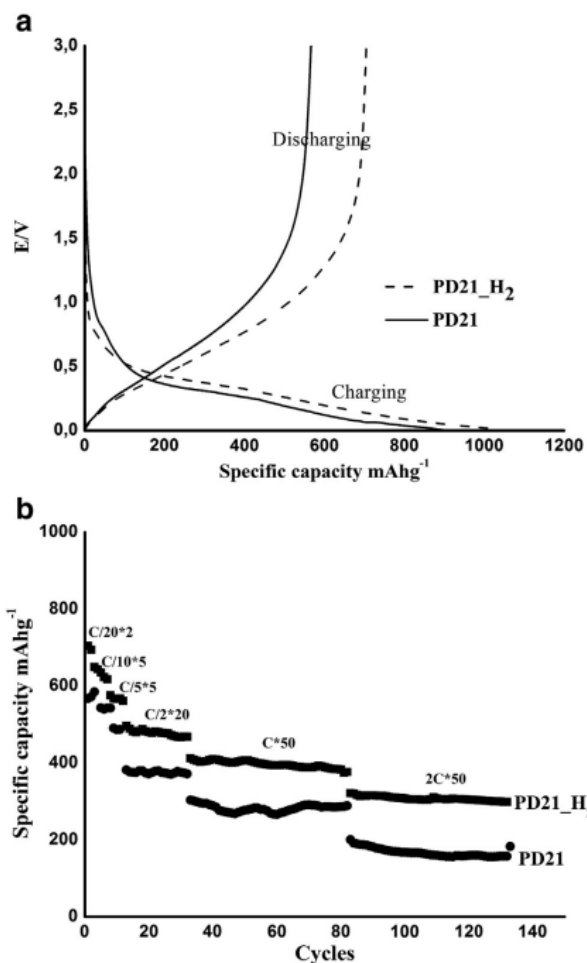 a
3,0
2,5
2,0
1,5
1,0
0,5
0,0
E/V
Discharging
PD21_H2
PD21
Charging
0 200 400 600 800 1000 1200
Specific capacity mAhg-1
b
1000
800
600
400
200
0
Specific capacity mAhg-1
C/20*2
C/10*5
C/5*5
C/2*20
C*50
2C*50
PD21_H
PD21
0 20 40 60 80 100 120 140
Cycles